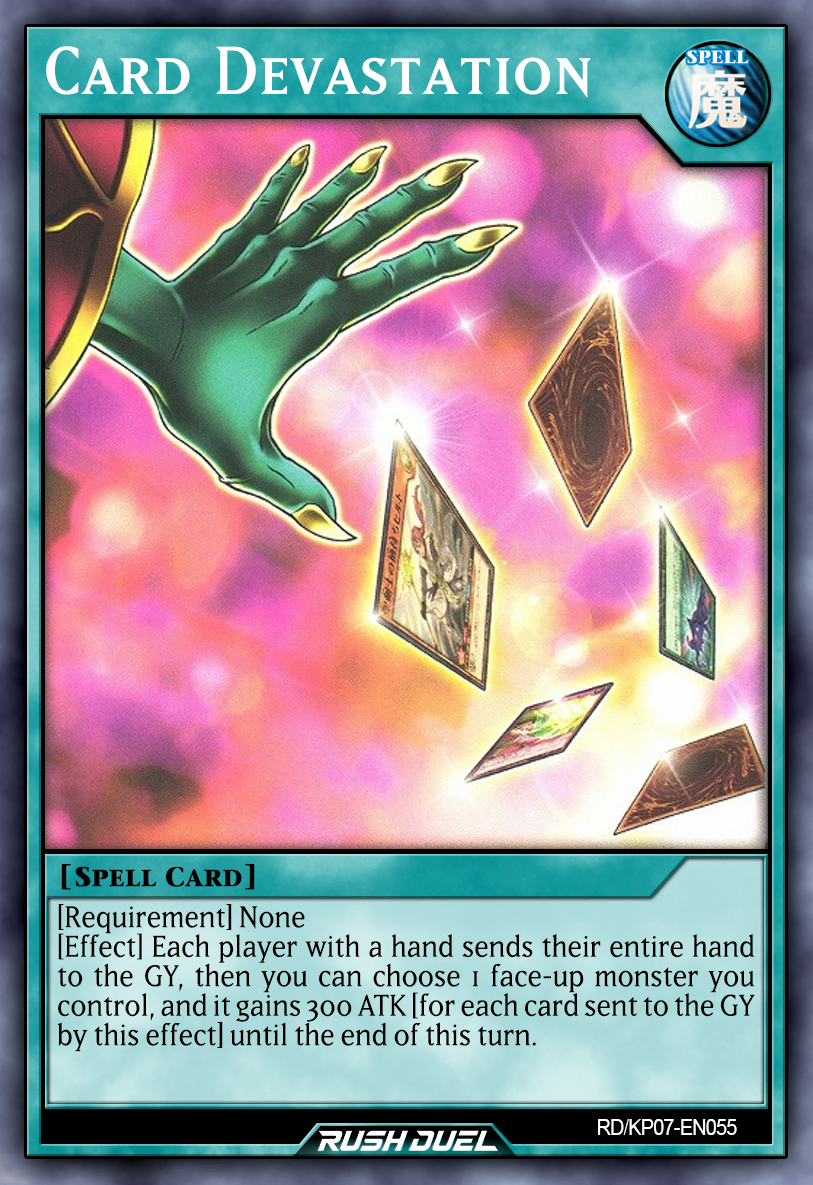 Card Devastation
SPELL
魔
[Spell Card]
[Requirement] None
[Effect] Each player with a hand sends their entire hand
to the GY, then you can choose 1 face-up monster you
control, and it gains 300 ATK [for each card sent to the GY
by this effect] until the end of this turn.
RD/KP07-EN055
RUSH DUEL